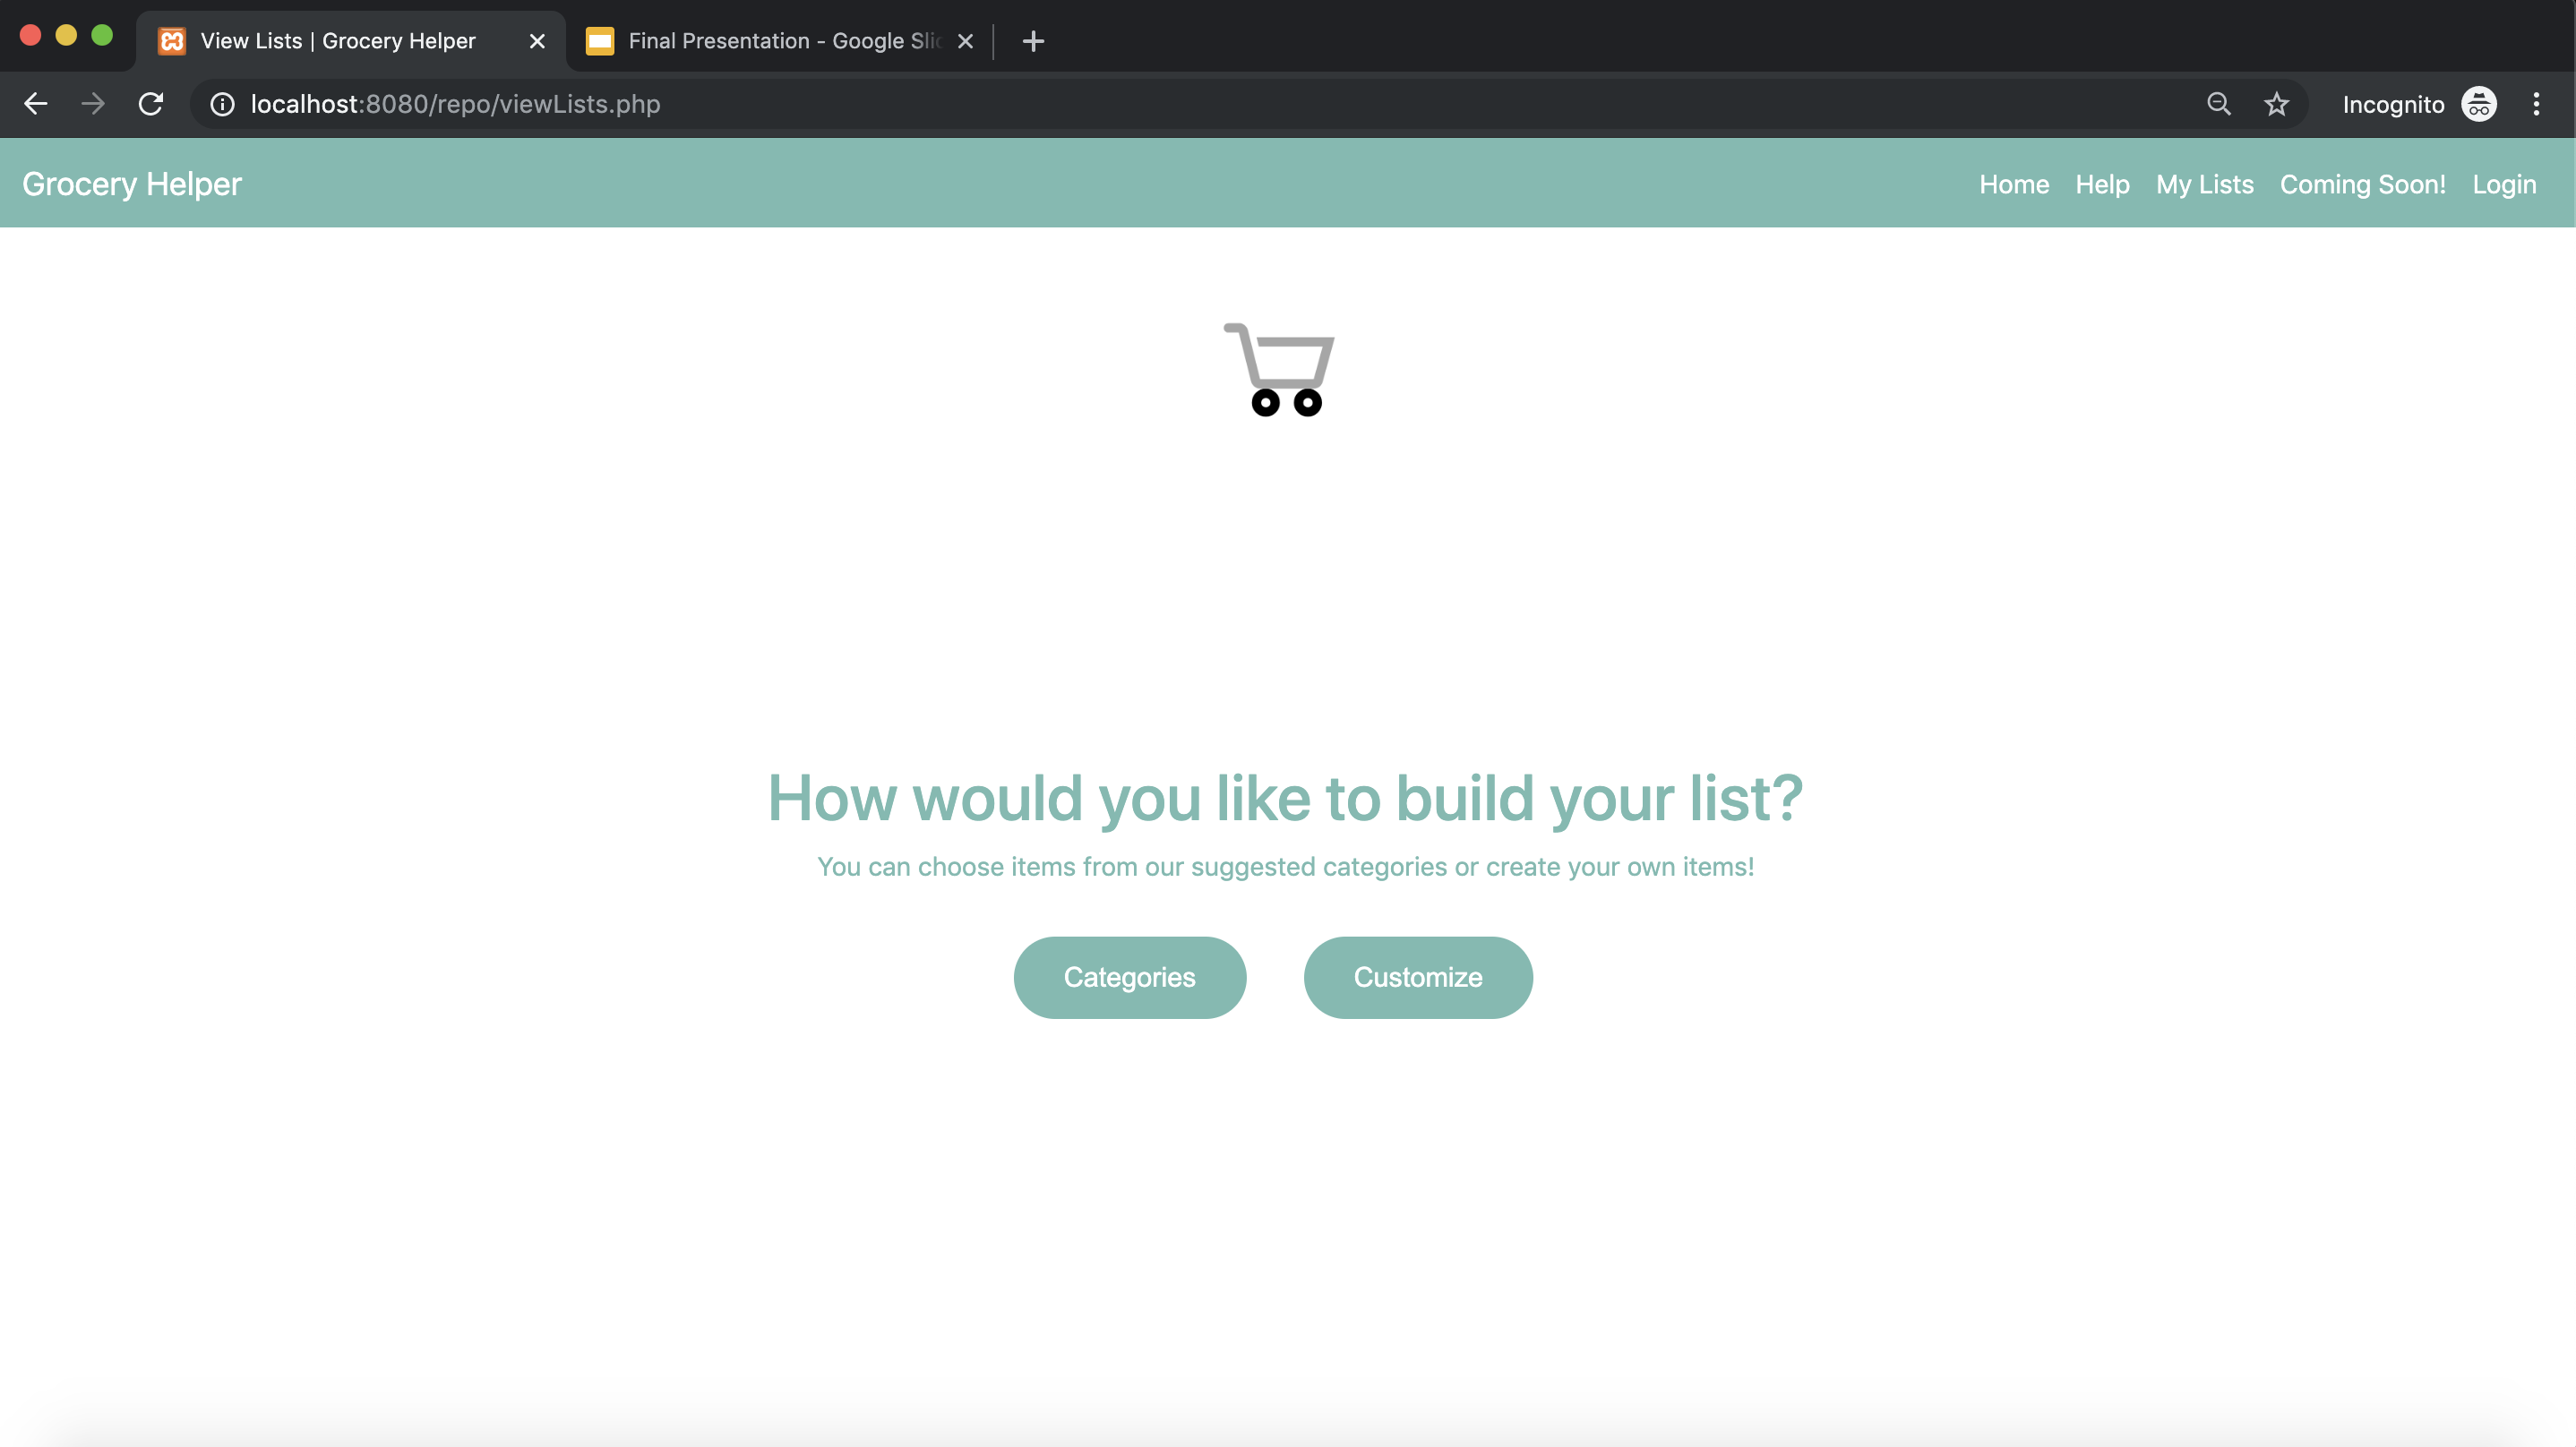 View Lists | Grocery Helper
Final Presentation - Google Slic
localhost:8080/repo/viewLists.php
Incognito
Grocery Helper
Home Help My Lists Coming Soon! Login
How would you like to build your list?
You can choose items from our suggested categories or create your own items!
Categories Customize